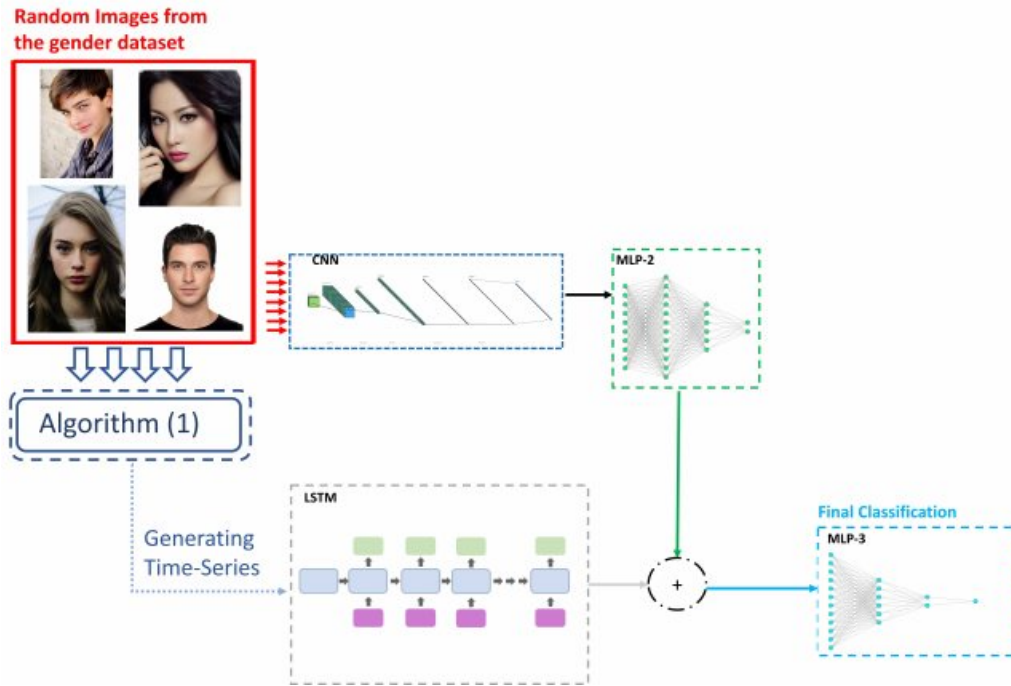 Random Images from
the gender dataset
CNN
MLP-2
Algorithm (1)
LSTM
Generating
Time-Series
+
Final Classification
MLP-3